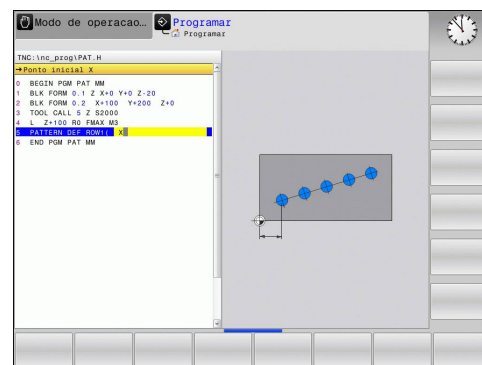 Modo de operacao... Programar
Programar
TNC:\nc_prog\PAT.H
→Ponto inicial X
0 BEGIN PGM PAT MM
1 BLK FORM 0.1 Z X+0 Y+0 Z-20
2 BLK FORM 0.2 X+100 Y+200 Z+0
3 TOOL CALL 5 Z S2000
4 L Z+100 R0 FMAX M3
5 PATTERN DEF ROW1( X
6 END PGM PAT MM